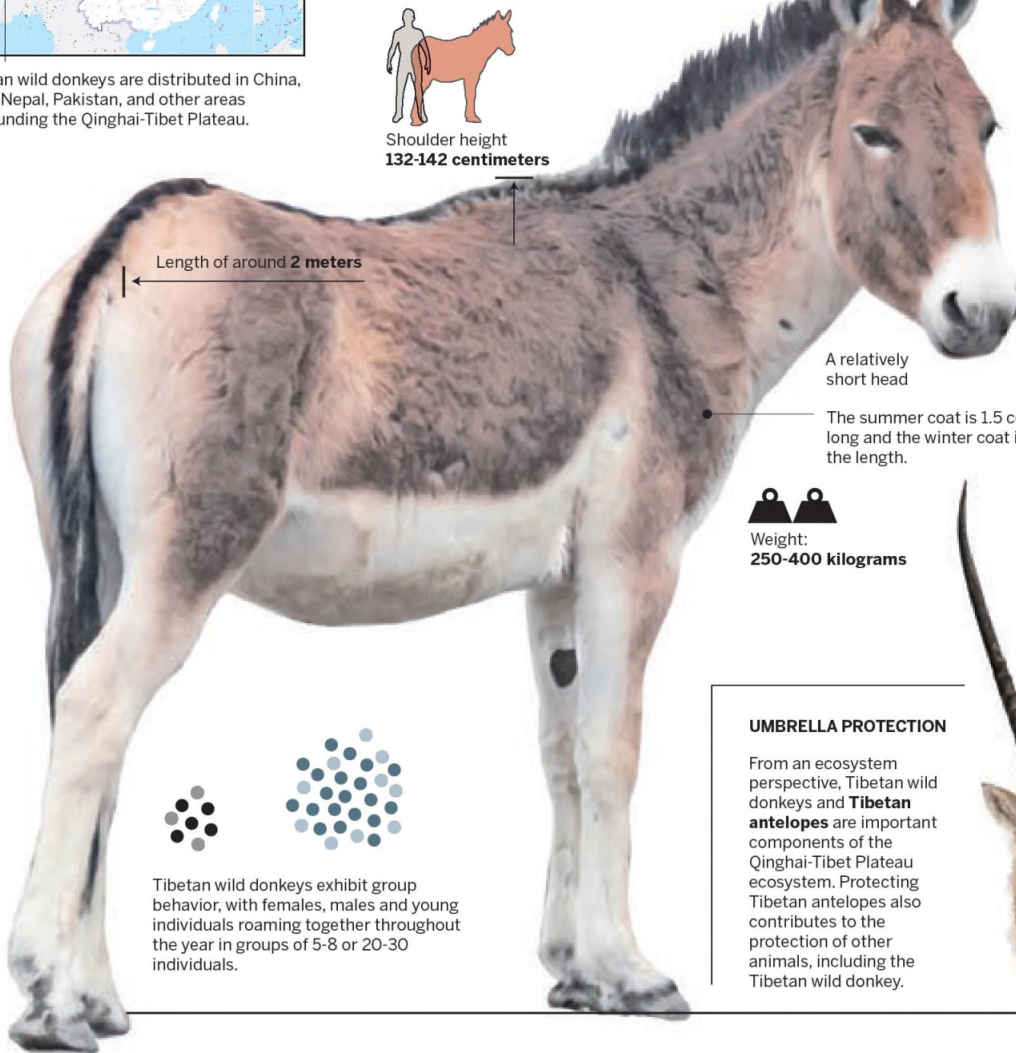 an wild donkeys are distributed in China,
Nepal, Pakistan, and other areas
unding the Qinghai-Tibet Plateau.
Shoulder height
132-142 centimeters
Length of around 2 meters
A relatively
short head
The summer coat is 1.5 c
long and the winter coat i
the length.
Weight:
250-400 kilograms
UMBRELLA PROTECTION
From an ecosystem
perspective, Tibetan wild
donkeys and Tibetan
antelopes are important
components of the
Qinghai-Tibet Plateau
ecosystem. Protecting
Tibetan antelopes also
contributes to the
protection of other
animals, including the
Tibetan wild donkey.
Tibetan wild donkeys exhibit group
behavior, with females, males and young
individuals roaming together throughout
the year in groups of 5-8 or 20-30
individuals.